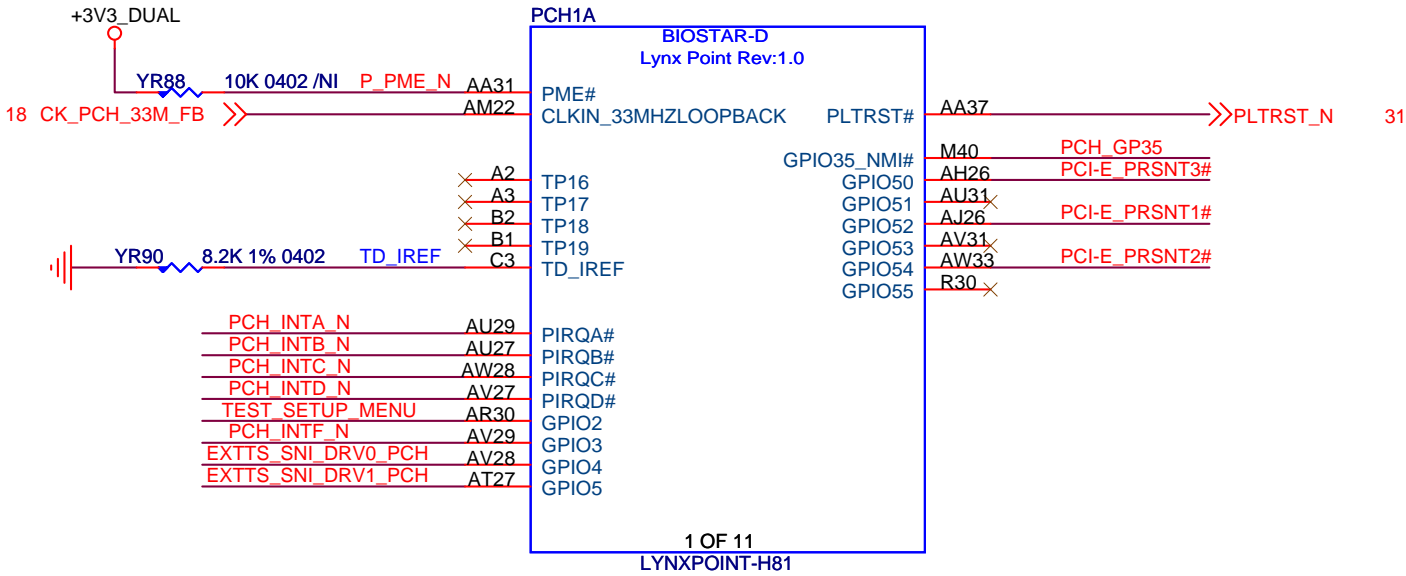 +3V3_DUAL
PCH1A
BIOSTAR-D
Lynx Point Rev:1.0
YR88 10K 0402 /NI P_PME_N AA31 PME#
18 CK_PCH_33M_FB AM22 CLKIN_33MHZLOOPBACK
PLTRST# AA37 PLTRST_N 31
GPIO35_NMI# M40 PCH_GP35
A2 TP16 GPIO50 AH26 PCI-E_PRSNT3#
A3 TP17 GPIO51 AU31
B2 TP18 GPIO52 AJ26 PCI-E_PRSNT1#
B1 TP19 GPIO53 AV31
YR90 8.2K 1% 0402 TD_IREF C3 TD_IREF GPIO54 AW33 PCI-E_PRSNT2#
GPIO55 R30
PCH_INTA_N AU29 PIRQA#
PCH_INTB_N AU27 PIRQB#
PCH_INTC_N AW28 PIRQC#
PCH_INTD_N AV27 PIRQD#
TEST_SETUP_MENU AR30 GPIO2
PCH_INTF_N AV29 GPIO3
EXTTS_SNI_DRV0_PCH AV28 GPIO4
EXTTS_SNI_DRV1_PCH AT27 GPIO5
1 OF 11
LYNXPOINT-H81